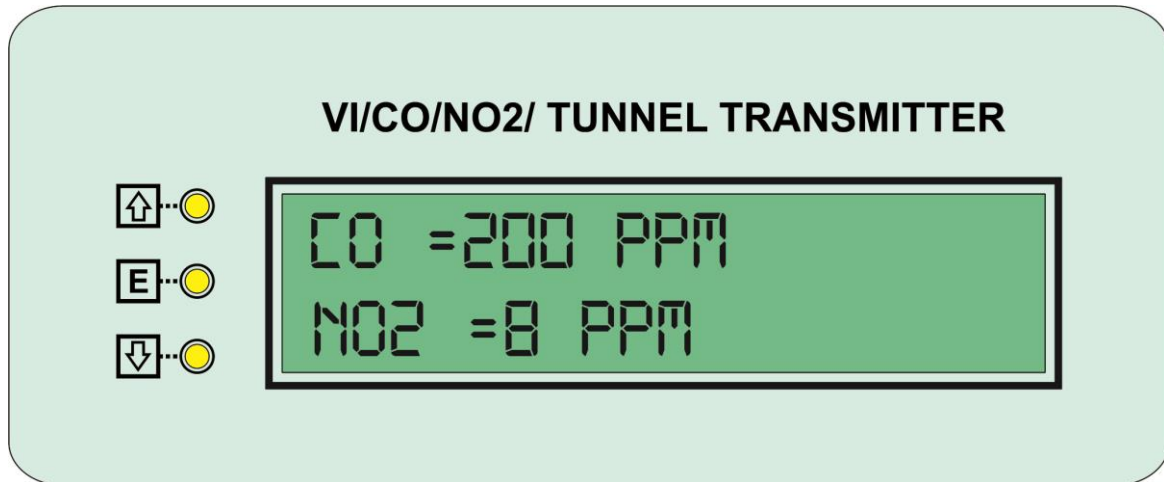 VI/CO/NO2/ TUNNEL TRANSMITTER
CO =200 PPM
E
NO2 =8 PPM